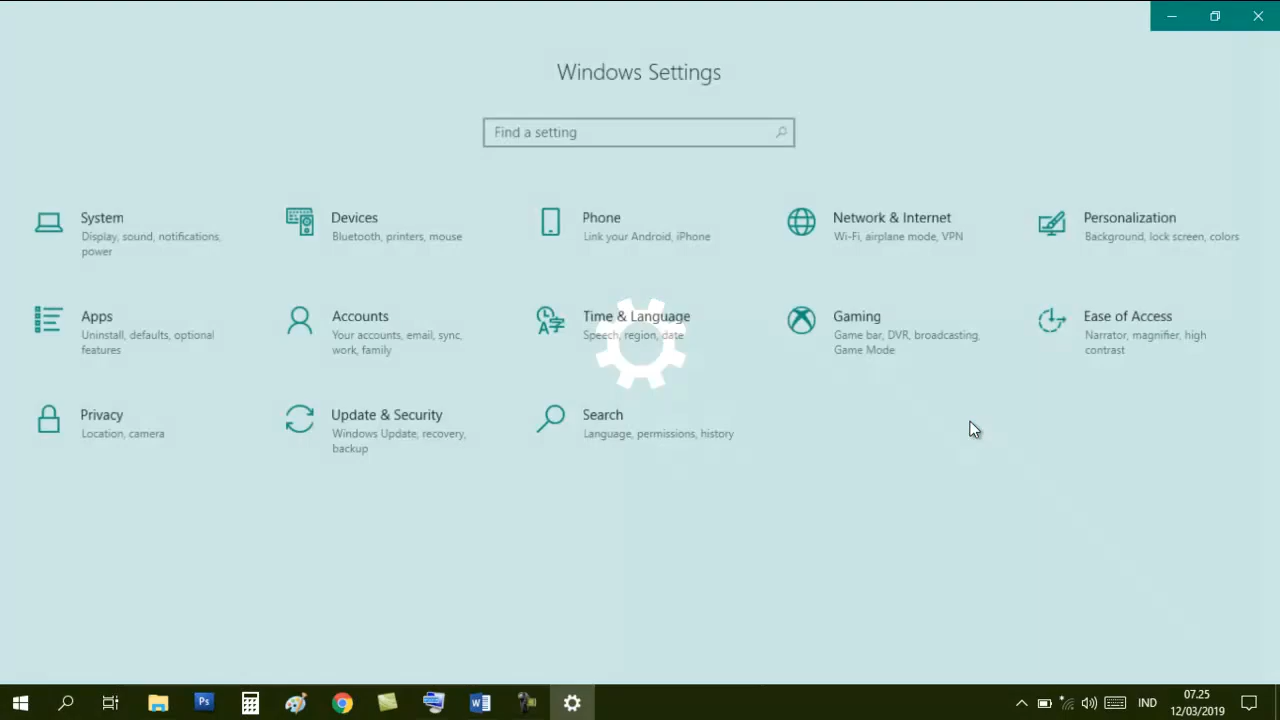 Windows Settings
Find a setting
System
Display, sound, notifications,
power
Devices
Bluetooth, printers, mouse
Phone
Link your Android, iPhone
Network & Internet
Wi-Fi, airplane mode, VPN
Personalization
Background, lock screen, colors
Apps
Uninstall, defaults, optional
features
Accounts
Your accounts, email, sync,
work, family
Time & Language
Speech, region, date
Gaming
Game bar, DVR, broadcasting,
Game Mode
Ease of Access
Narrator, magnifier, high
contrast
Privacy
Location, camera
Update & Security
Windows Update, recovery,
backup
Search
Language, permissions, history
Ps
IND
07.25
12/03/2019